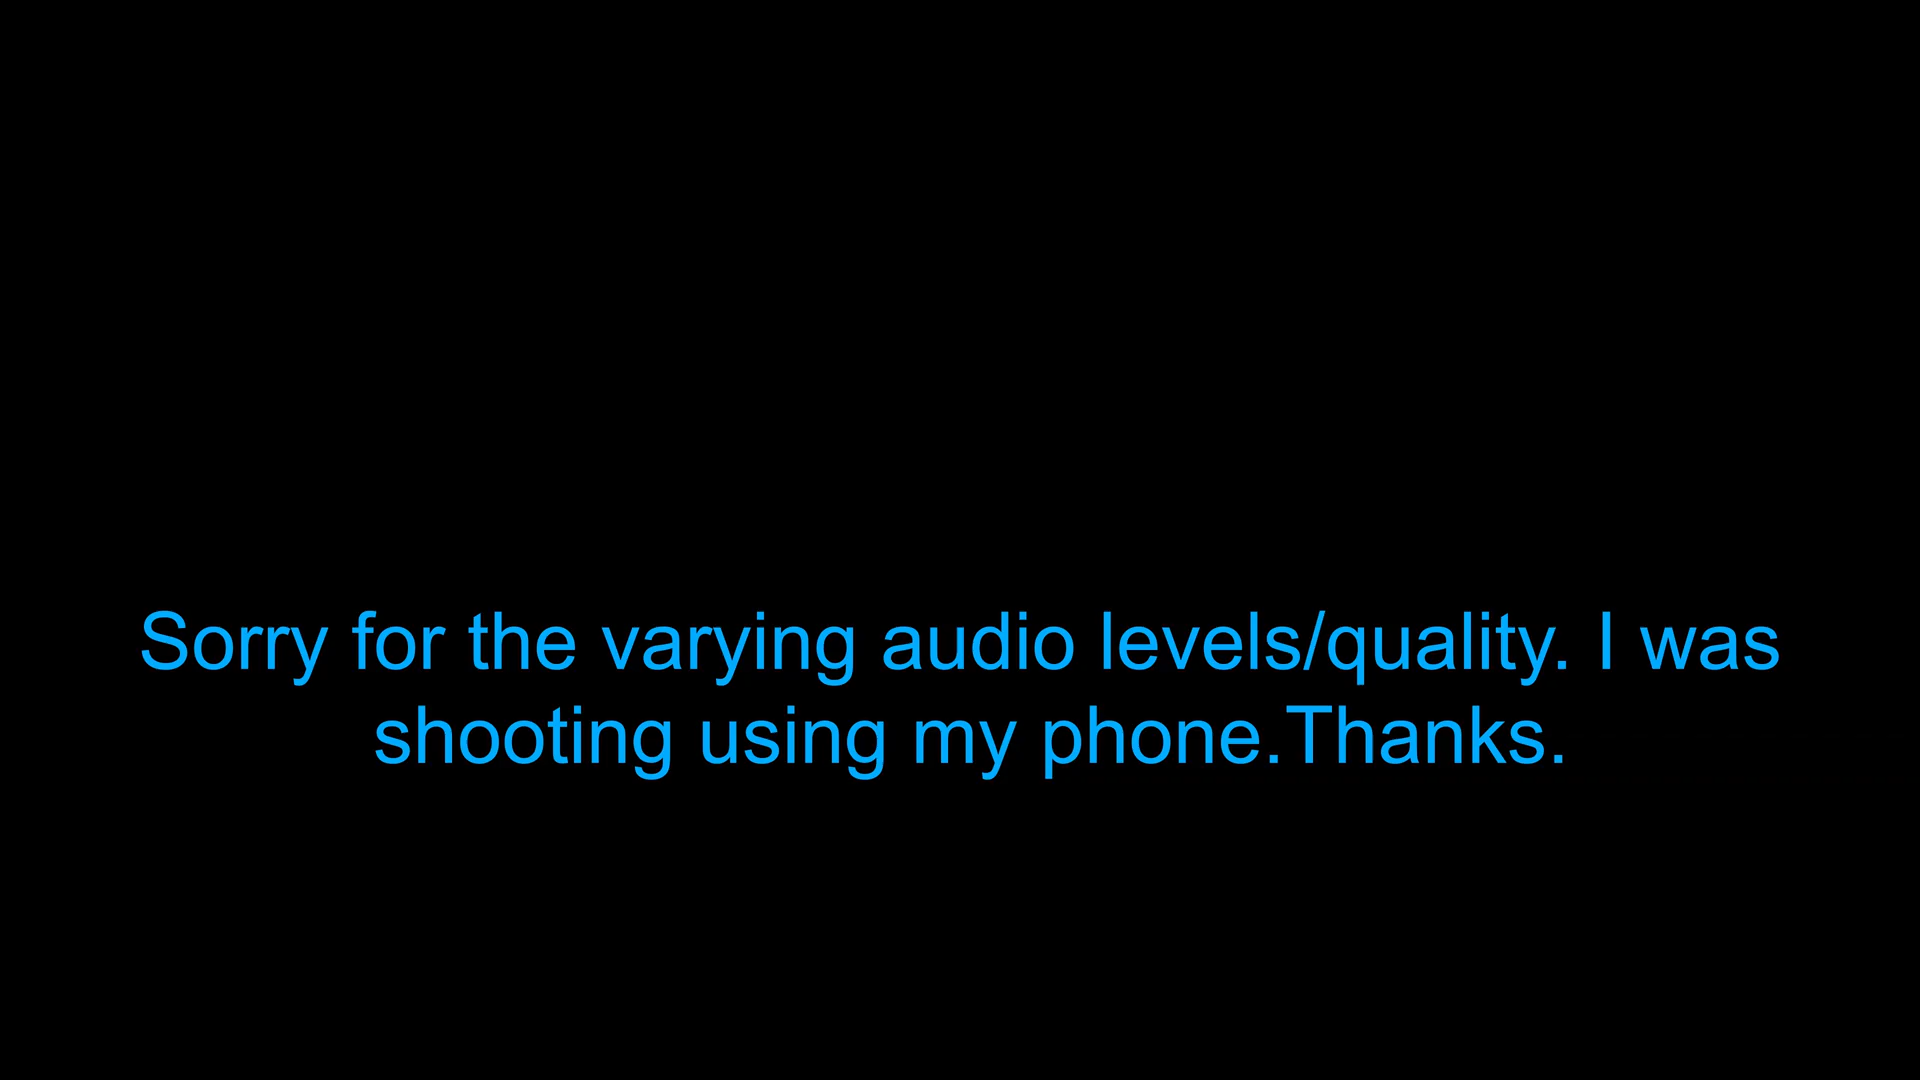 Sorry for the varying audio levels/quality. I was
shooting using my phone.Thanks.